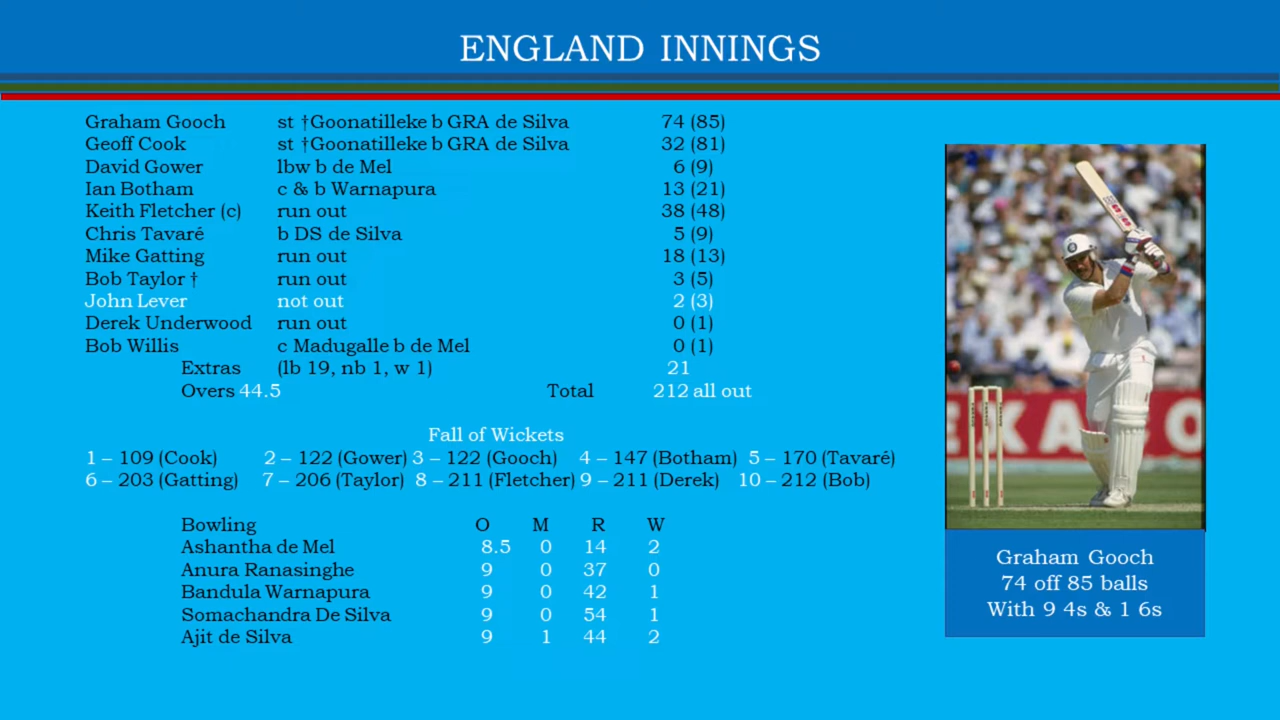 ENGLAND INNINGS
Graham Gooch st †Goonatilleke b GRA de Silva 74 (85)
Geoff Cook st †Goonatilleke b GRA de Silva 32 (81)
David Gower lbw b de Mel 6 (9)
Ian Botham c & b Warnapura 13 (21)
Keith Fletcher (c) run out 38 (48)
Chris Tavaré b DS de Silva 5 (9)
Mike Gatting run out 18 (13)
Bob Taylor † run out 3 (5)
John Lever not out 2 (3)
Derek Underwood run out 0 (1)
Bob Willis c Madugalle b de Mel 0 (1)
Extras (lb 19, nb 1, w 1) 21
Overs 44.5 Total 212 all out
Fall of Wickets
1 – 109 (Cook) 2 – 122 (Gower) 3 – 122 (Gooch) 4 – 147 (Botham) 5 – 170 (Tavaré)
6 – 203 (Gatting) 7 – 206 (Taylor) 8 – 211 (Fletcher) 9 – 211 (Derek) 10 – 212 (Bob)
Bowling O M R W
Ashantha de Mel 8.5 0 14 2
Anura Ranasinghe 9 0 37 0
Bandula Warnapura 9 0 42 1
Somachandra De Silva 9 0 54 1
Ajit de Silva 9 1 44 2
Graham Gooch
74 off 85 balls
With 9 4s & 1 6s